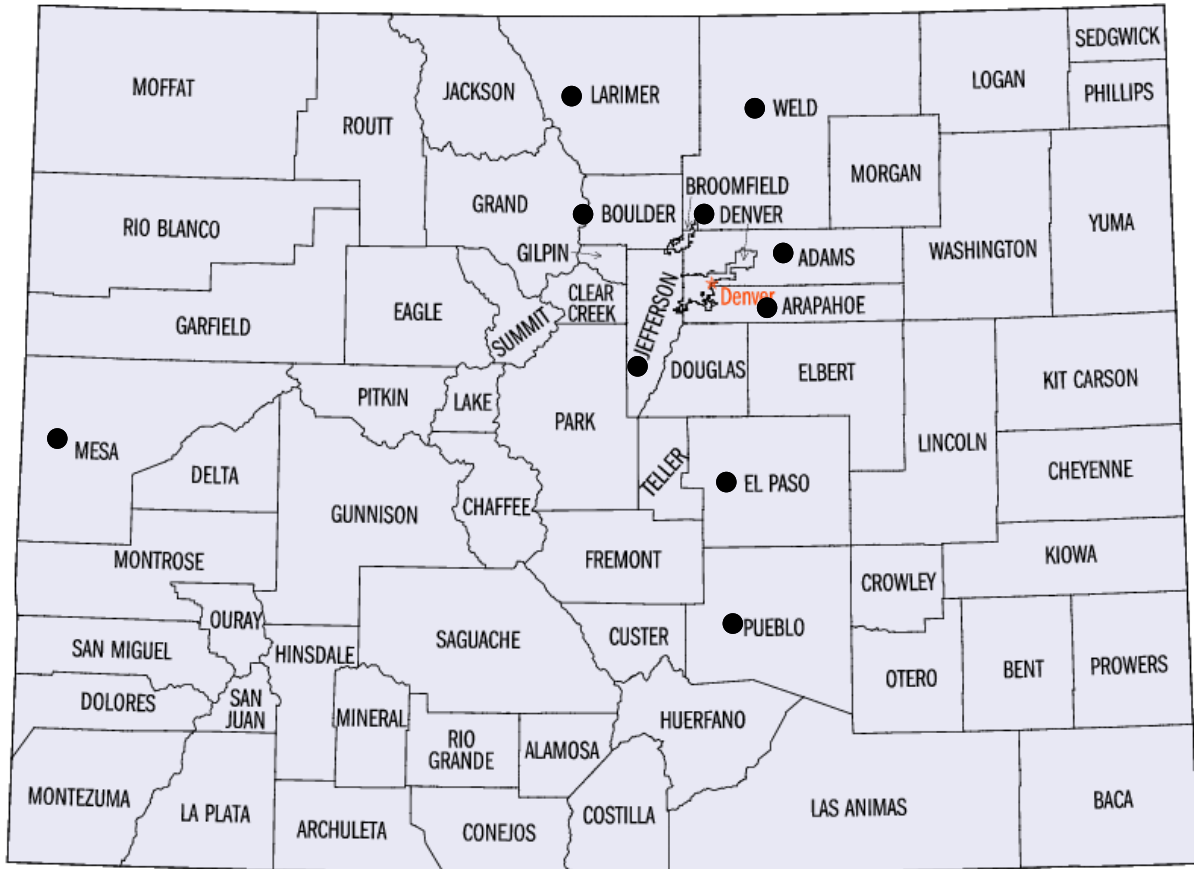 SEDGWICK
MOFFAT
JACKSON
LARIMER
WELD
LOGAN
PHILLIPS
ROUTT
MORGAN
BROOMFIELD
GRAND
BOULDER
DENVER
RIO BLANCO
YUMA
WASHINGTON
GILPIN
ADAMS
CLEAR
CREEK
Denver
ARAPAHOE
EAGLE
GARFIELD
SUMMIT
JEFFERSON
DOUGLAS
ELBERT
KIT CARSON
PITKIN
LAKE
PARK
LINCOLN
MESA
DELTA
TELLER
EL PASO
CHEYENNE
GUNNISON
CHAFFEE
MONTROSE
FREMONT
KIOWA
CROWLEY
OURAY
PUEBLO
SAGUACHE
CUSTER
SAN MIGUEL
HINSDALE
OTERO
BENT
PROWERS
DOLORES
SAN
JUAN
MINERAL
HUERFANO
RIO
GRANDE
ALAMOSA
MONTEZUMA
LA PLATA
ARCHULETA
CONEJOS
COSTILLA
LAS ANIMAS
BACA